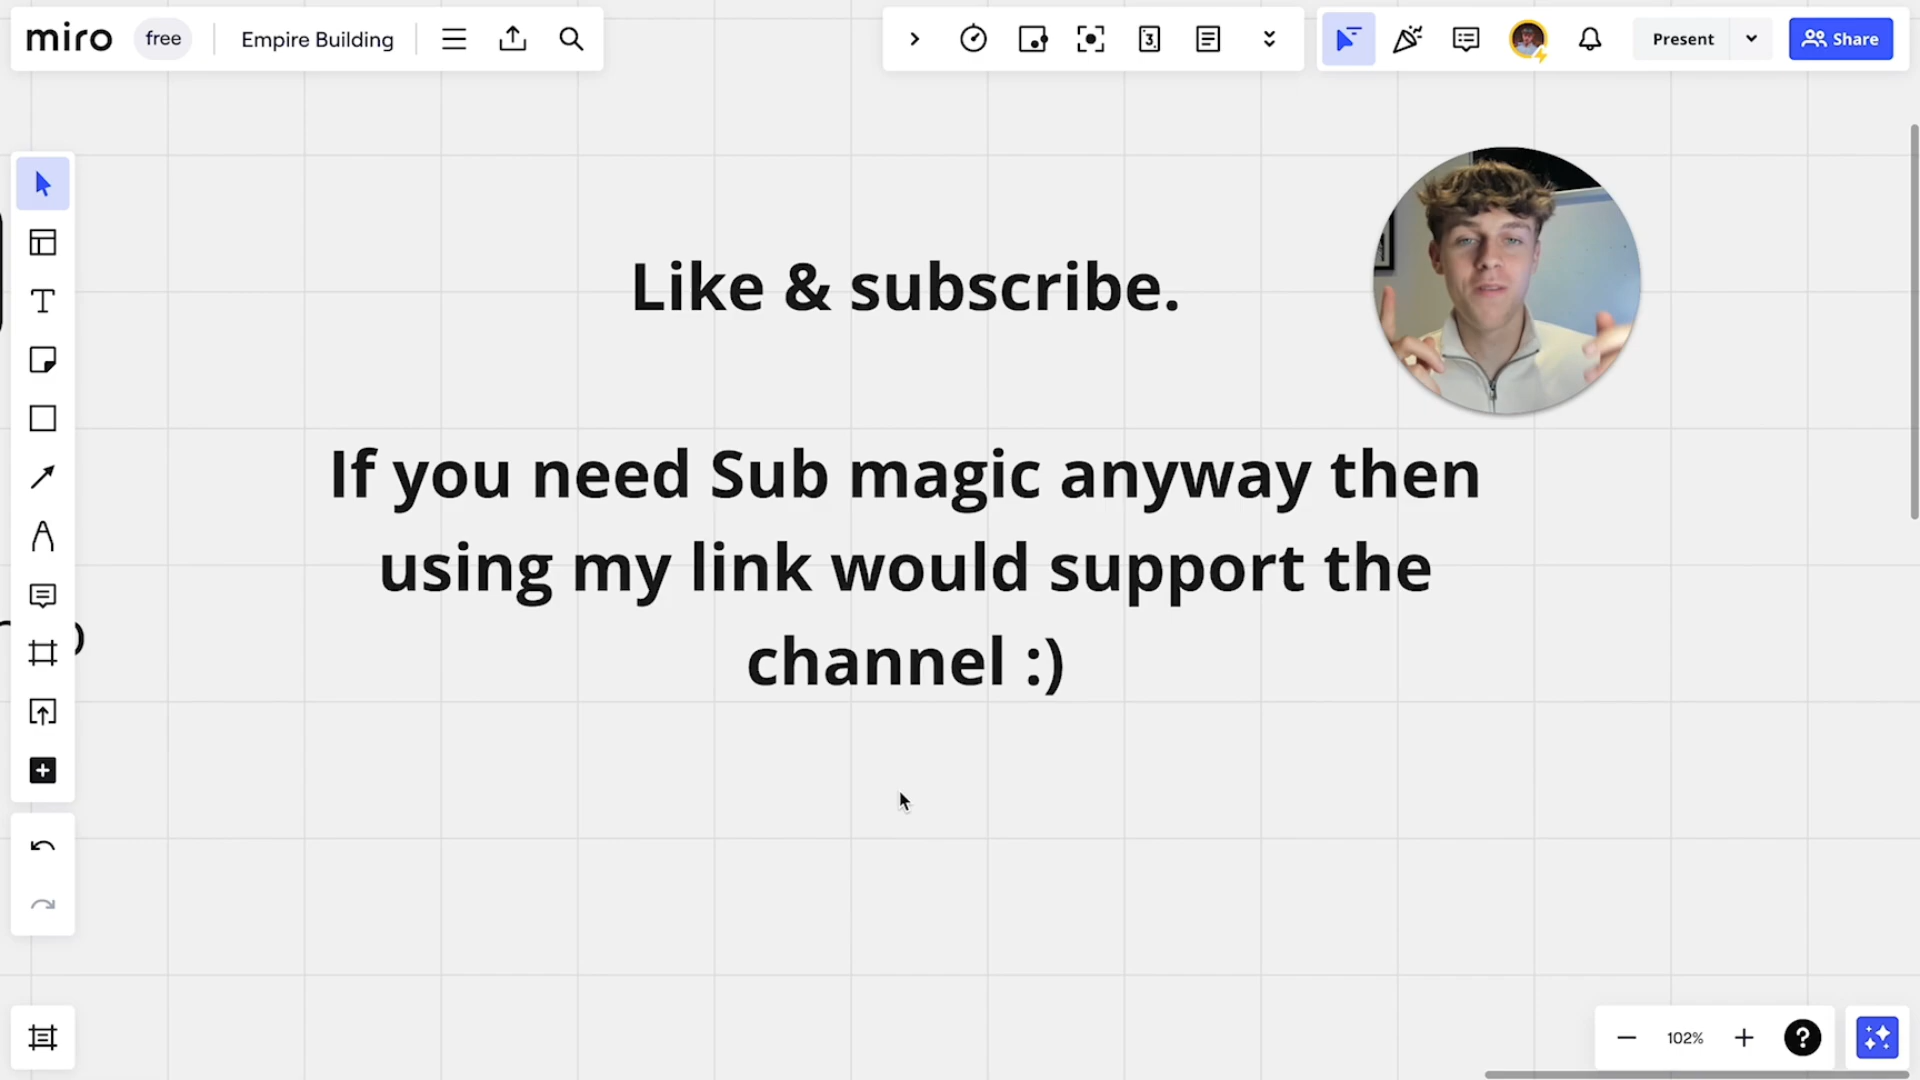 miro free Empire Building
3
Present
Share
Like & subscribe.
If you need Sub magic anyway then
using my link would support the
channel :)
102%
?